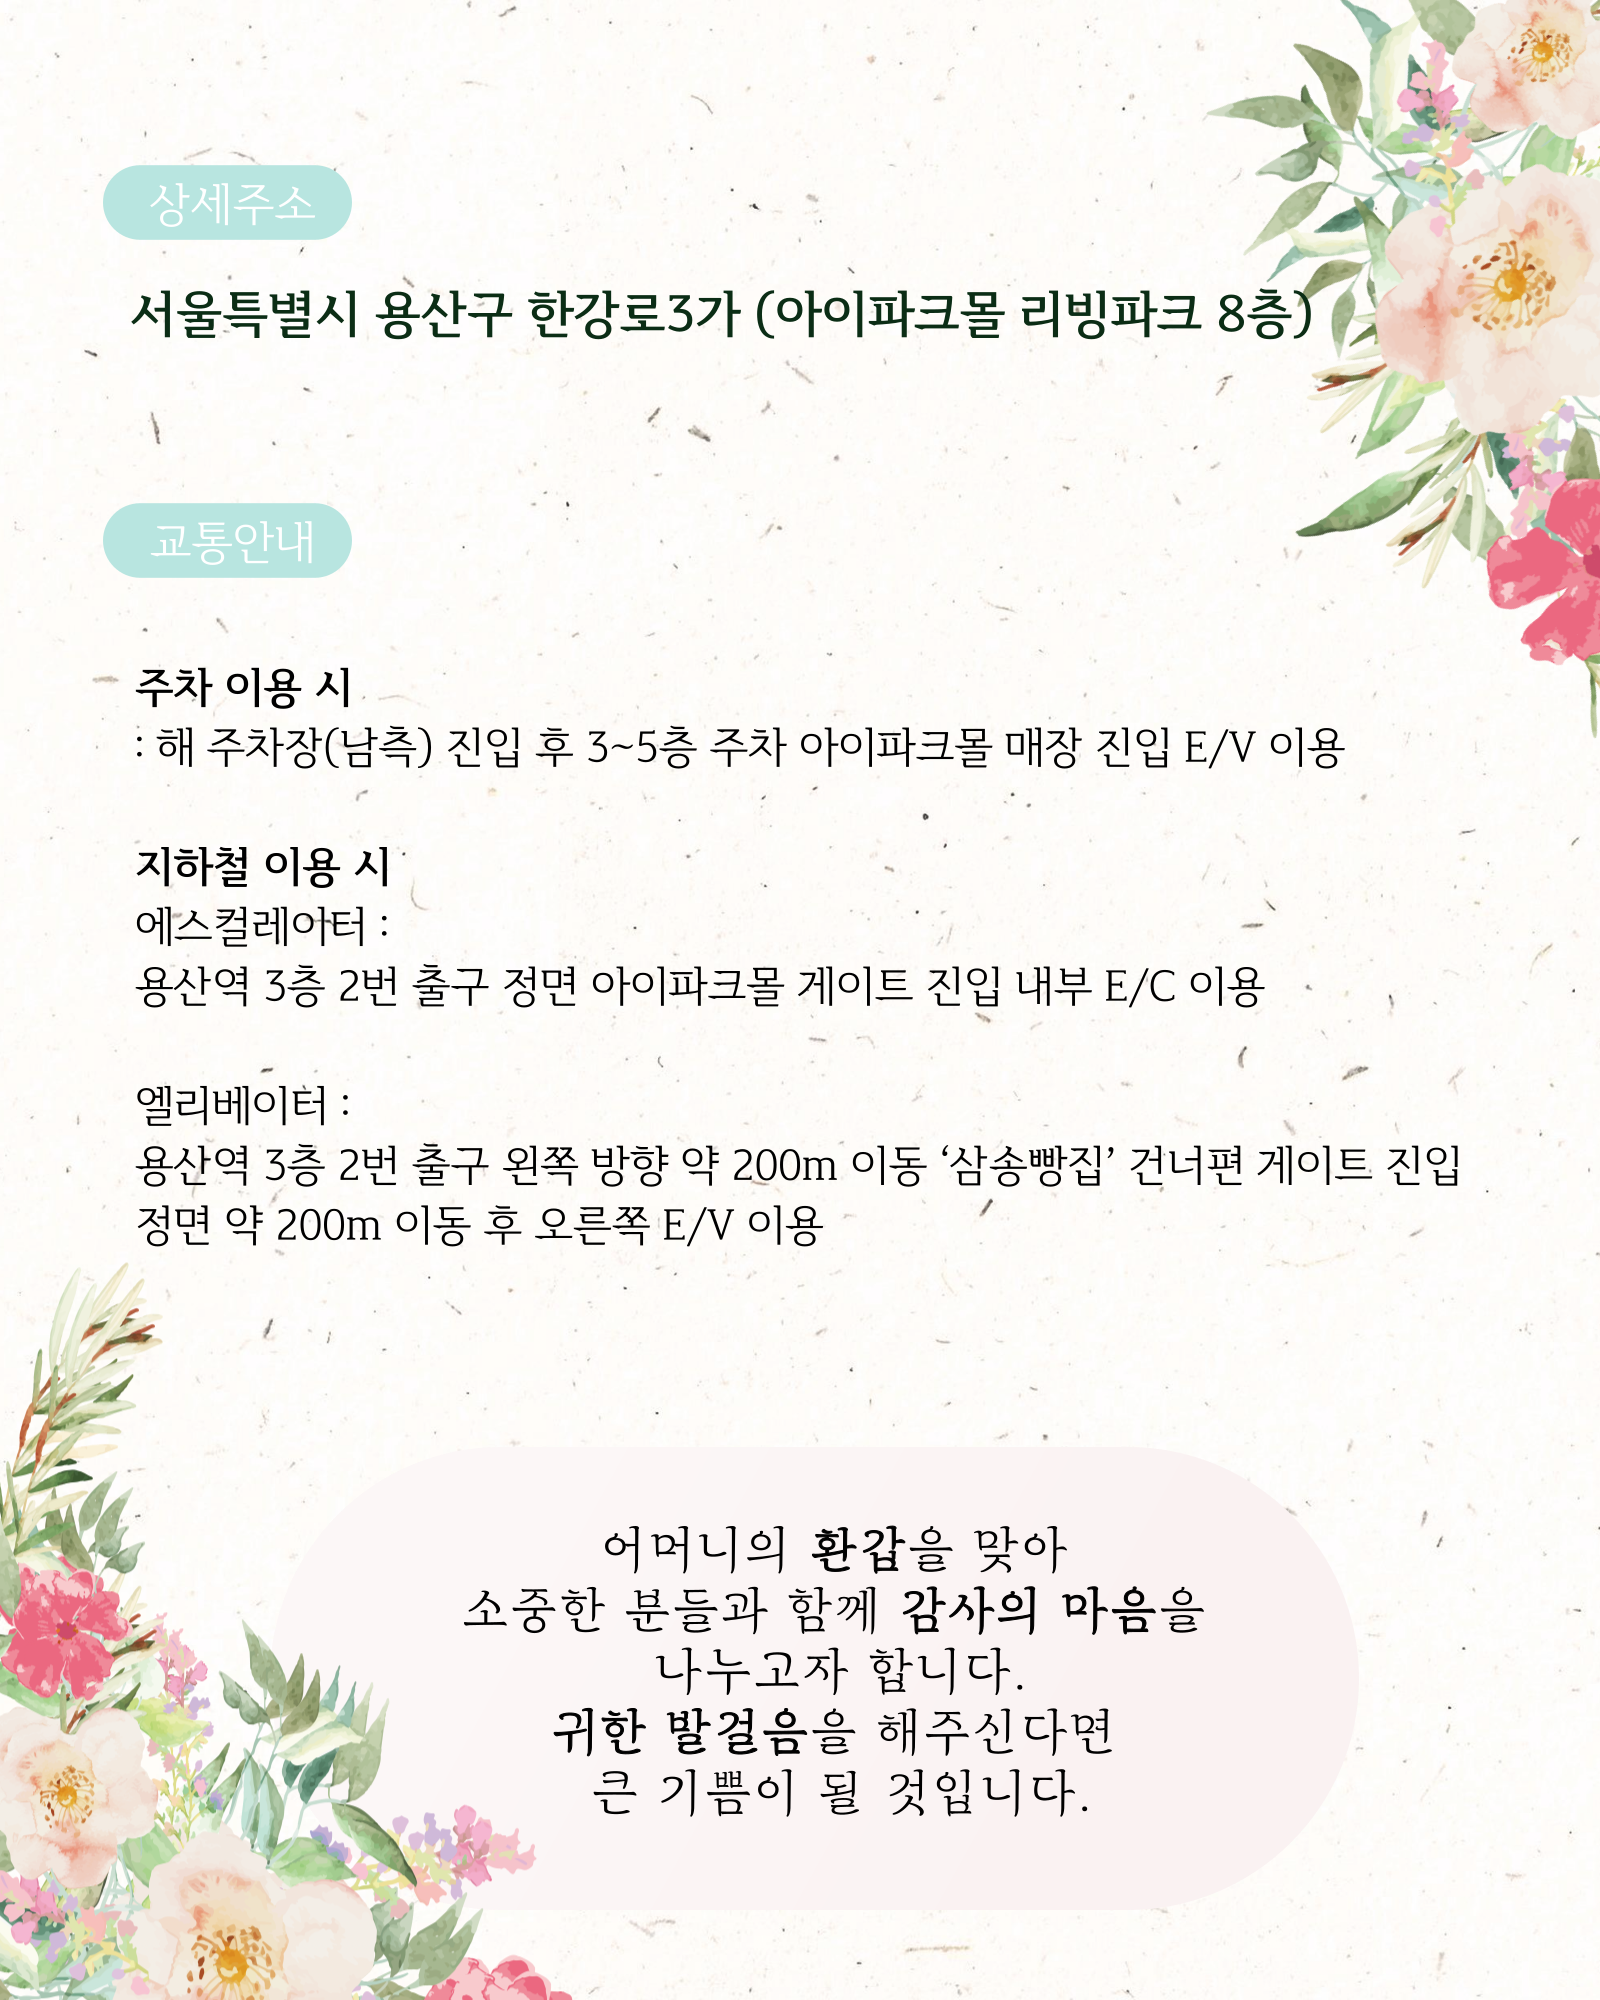 상세주소
서울특별시 용산구 한강로3가 (아이파크몰 리빙파크 8층)
교통안내
주차 이용 시
: 해 주차장(남측) 진입 후 3~5층 주차 아이파크몰 매장 진입 E/V 이용
지하철 이용 시
에스컬레이터 :
용산역 3층 2번 출구 정면 아이파크몰 게이트 진입 내부 E/C 이용
엘리베이터 :
용산역 3층 2번 출구 왼쪽 방향 약 200m 이동 ‘삼송빵집’ 건너편 게이트 진입
정면 약 200m 이동 후 오른쪽 E/V 이용
어머니의 환갑을 맞아
소중한 분들과 함께 감사의 마음을
나누고자 합니다.
귀한 발걸음을 해주신다면
큰 기쁨이 될 것입니다.